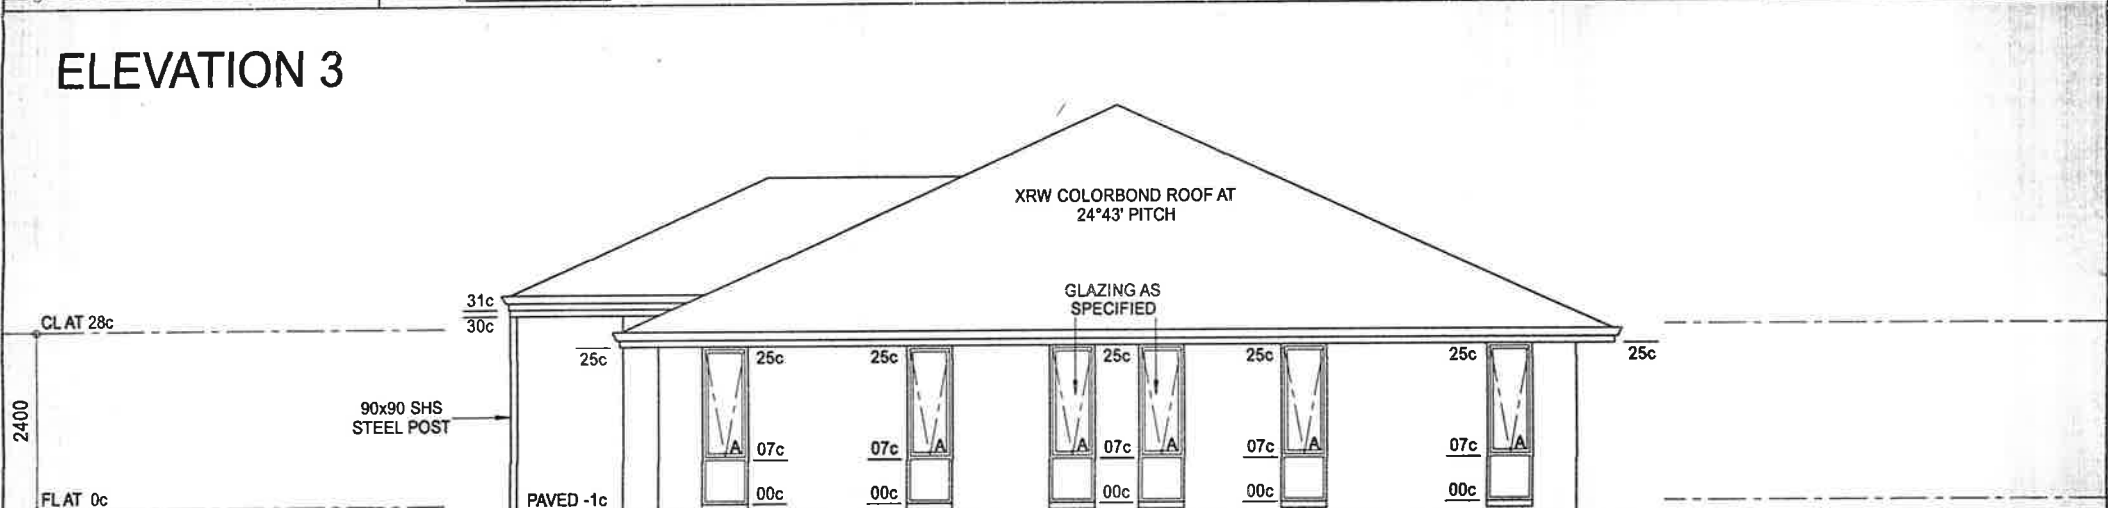 ELEVATION 3
XRW COLORBOND ROOF AT
24°43' PITCH
GLAZING AS
SPECIFIED
31c
30c
CL AT 28c
25c
25c
25c
25c
25c
25c
25c
2400
90x90 SHS
STEEL POST
A
A
A
A
A
A
07c
07c
07c
07c
07c
FL AT 0c
PAVED -1c
00c
00c
00c
00c
00c